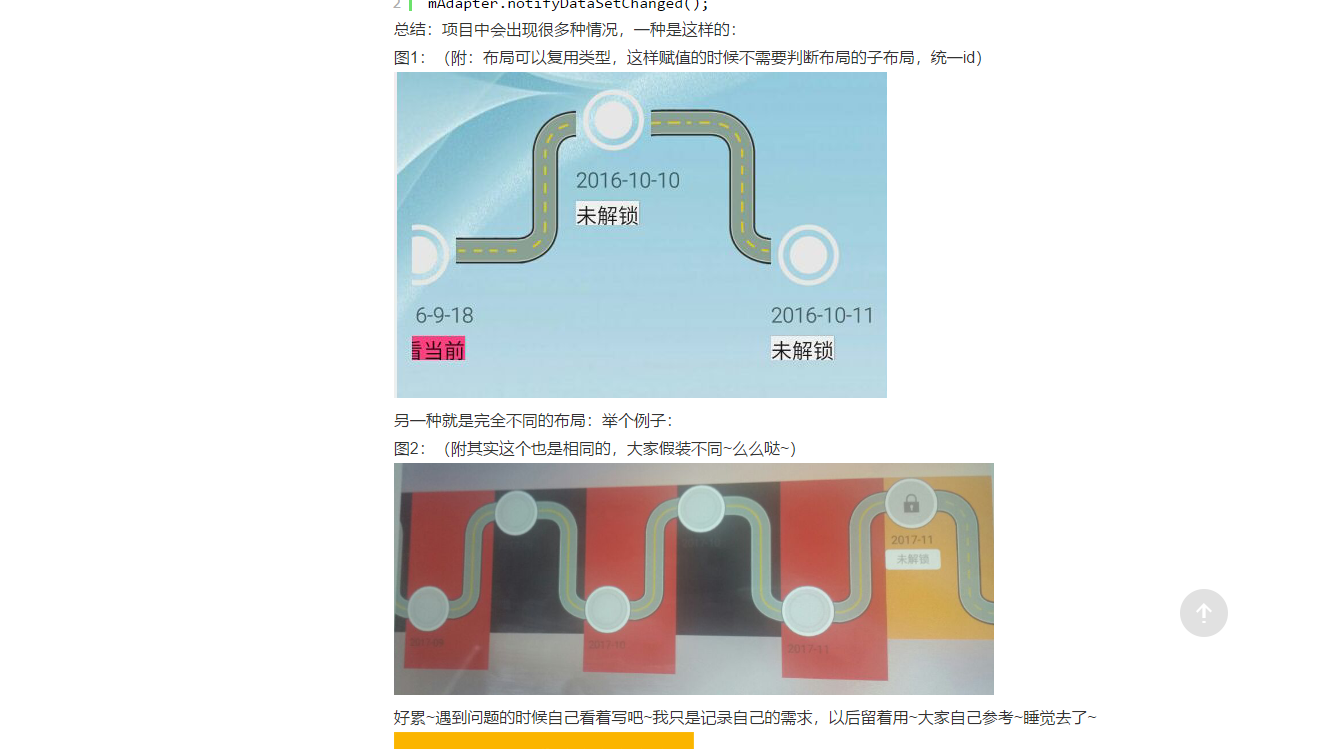 2 mAdapter.notifyDataSetChanged();
总结：项目中会出现很多种情况，一种是这样的：
图1：（附：布局可以复用类型，这样赋值的时候不需要判断布局的子布局，统一id）
2016-10-10
未解锁
6-9-18
看当前
2016-10-11
未解锁
另一种就是完全不同的布局：举个例子：
图2：（附其实这个也是相同的，大家假装不同~么么哒~）
2017-11
未解锁
2017-09
2017-10
2017-11
好累~遇到问题的时候自己看着写吧~我只是记录自己的需求，以后留着用~大家自己参考~睡觉去了~